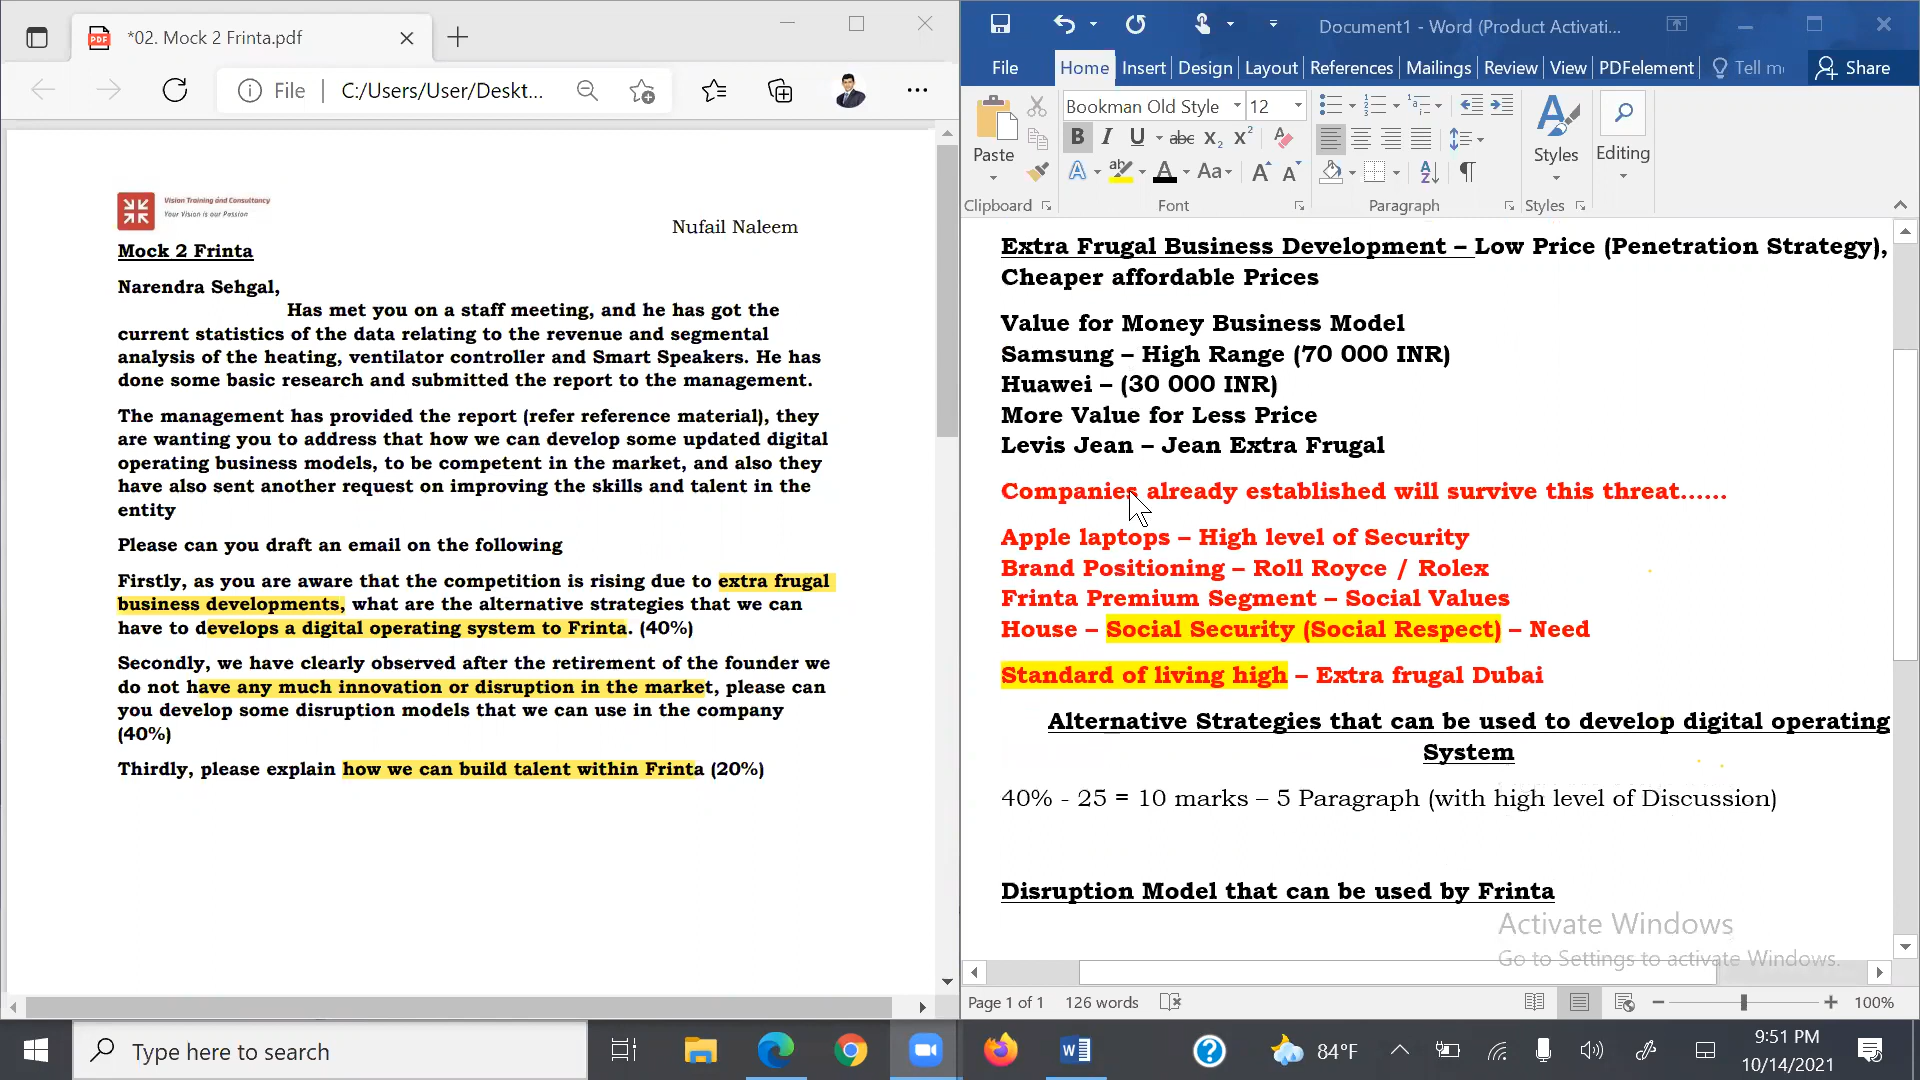 *02. Mock 2 Frinta.pdf
File
C:/Users/User/Deskt...
Vision Training and Consultancy
Your Vision is our Passion
Nufail Naleem
Mock 2 Frinta
Narendra Sehgal,
Has met you on a staff meeting, and he has got the
current statistics of the data relating to the revenue and segmental
analysis of the heating, ventilator controller and Smart Speakers. He has
done some basic research and submitted the report to the management.
The management has provided the report (refer reference material), they
are wanting you to address that how we can develop some updated digital
operating business models, to be competent in the market, and also they
have also sent another request on improving the skills and talent in the
entity
Please can you draft an email on the following
Firstly, as you are aware that the competition is rising due to extra frugal
business developments, what are the alternative strategies that we can
have to develops a digital operating system to Frinta. (40%)
Secondly, we have clearly observed after the retirement of the founder we
do not have any much innovation or disruption in the market, please can
you develop some disruption models that we can use in the company
(40%)
Thirdly, please explain how we can build talent within Frinta (20%)
Document1 - Word (Product Activati...
File Home Insert Design Layout References Mailings Review View PDFelement Tell me Share
Bookman Old Style 12
Paste
Styles
Editing
Clipboard Font Paragraph Styles
Extra Frugal Business Development – Low Price (Penetration Strategy),
Cheaper affordable Prices
Value for Money Business Model
Samsung – High Range (70 000 INR)
Huawei – (30 000 INR)
More Value for Less Price
Levis Jean – Jean Extra Frugal
Companies already established will survive this threat......
Apple laptops – High level of Security
Brand Positioning – Roll Royce / Rolex
Frinta Premium Segment – Social Values
House – Social Security (Social Respect) – Need
Standard of living high – Extra frugal Dubai
Alternative Strategies that can be used to develop digital operating
System
40% - 25 = 10 marks – 5 Paragraph (with high level of Discussion)
Disruption Model that can be used by Frinta
Activate Windows
Go to Settings to activate Windows.
Page 1 of 1 126 words
100%
Type here to search
84°F
9:51 PM
10/14/2021